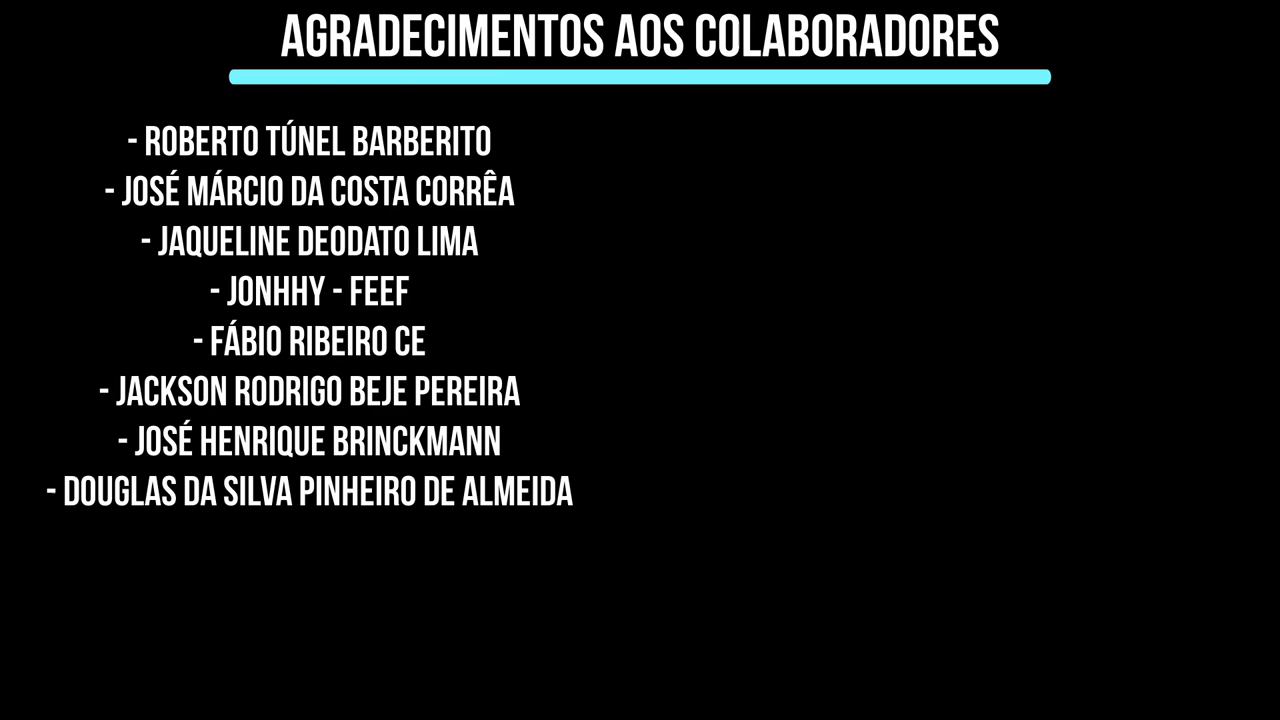 AGRADECIMENTOS AOS COLABORADORES
- ROBERTO TÚNEL BARBERITO
- JOSÉ MÁRCIO DA COSTA CORRÊA
- JAQUELINE DEODATO LIMA
- JONHHY - FEEF
- FÁBIO RIBEIRO CE
- JACKSON RODRIGO BEJE PEREIRA
- JOSÉ HENRIQUE BRINCKMANN
- DOUGLAS DA SILVA PINHEIRO DE ALMEIDA